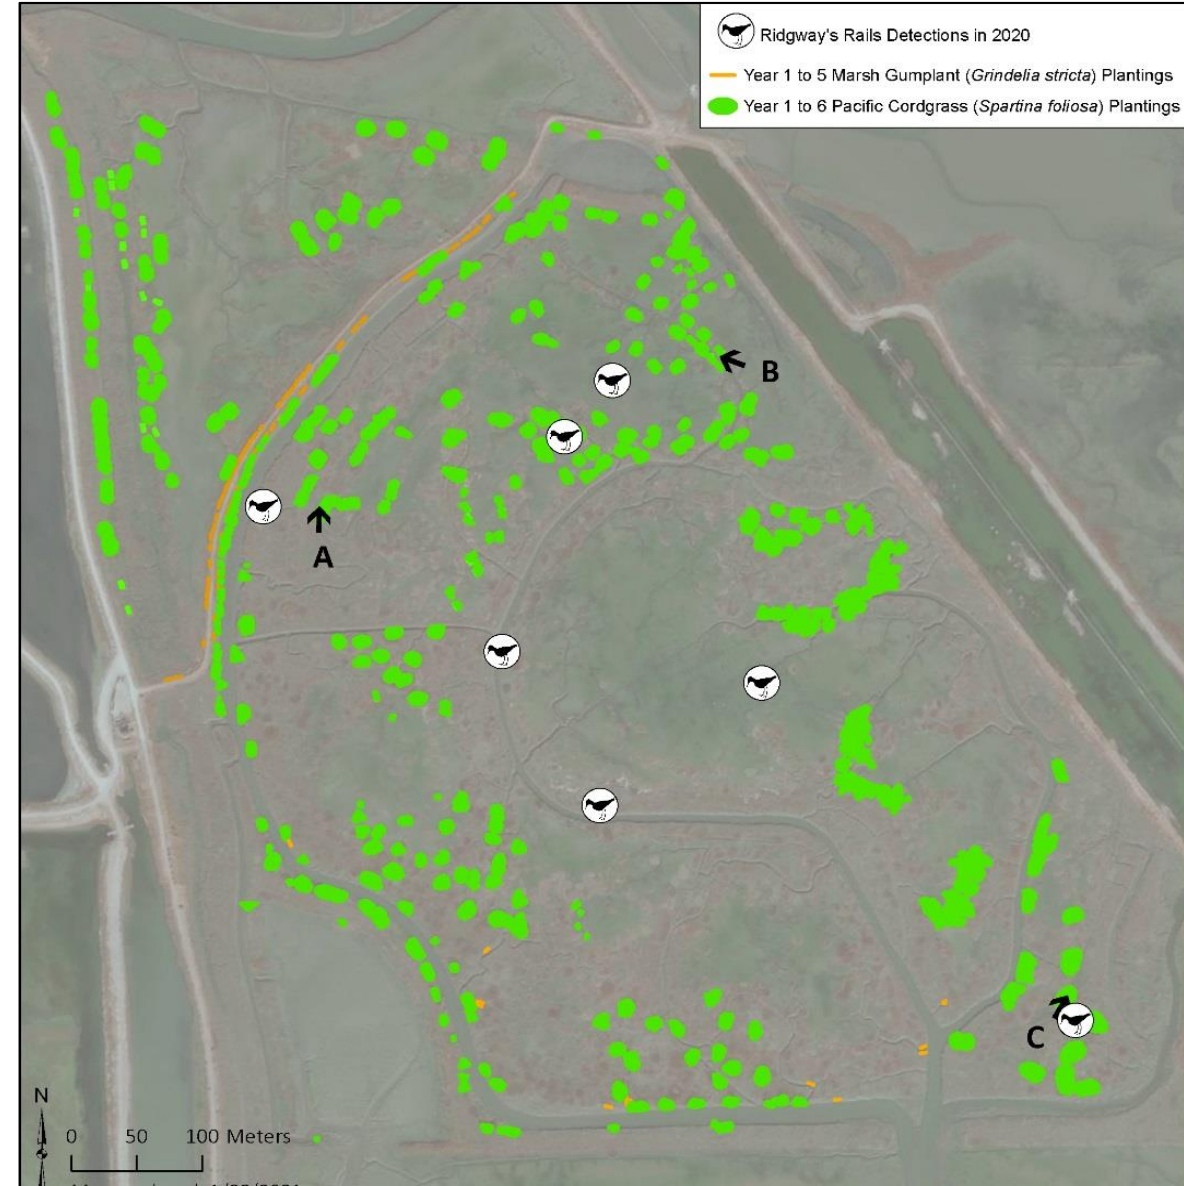 Ridgway's Rails Detections in 2020
Year 1 to 5 Marsh Gumplant (Grindelia stricta) Plantings
Year 1 to 6 Pacific Cordgrass (Spartina foliosa) Plantings
B
A
C
N
0 50 100 Meters